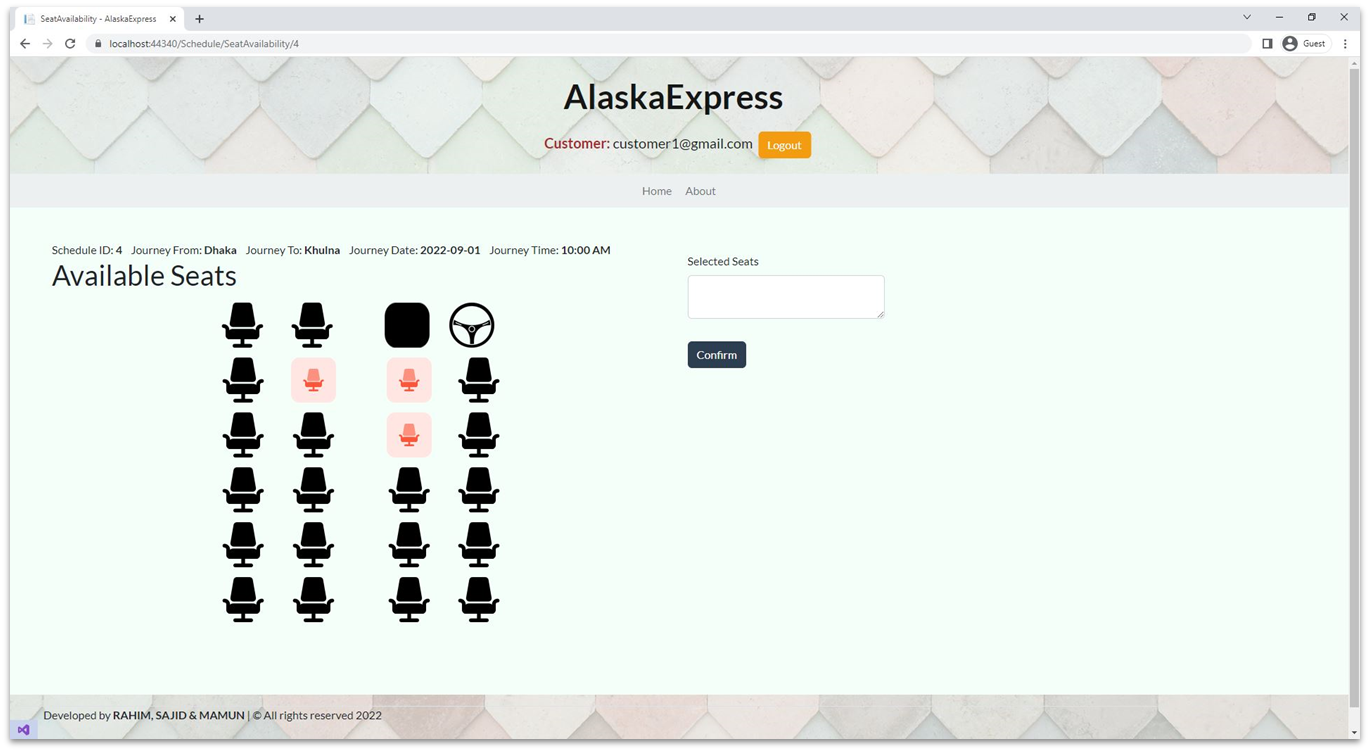 SeatAvailability - AlaskaExpress
localhost:44340/Schedule/SeatAvailability/4
Guest
AlaskaExpress
Customer: customer1@gmail.com Logout
Home About
Schedule ID: 4 Journey From: Dhaka Journey To: Khulna Journey Date: 2022-09-01 Journey Time: 10:00 AM
Available Seats
Selected Seats
Confirm
Developed by RAHIM, SAJID & MAMUN | © All rights reserved 2022